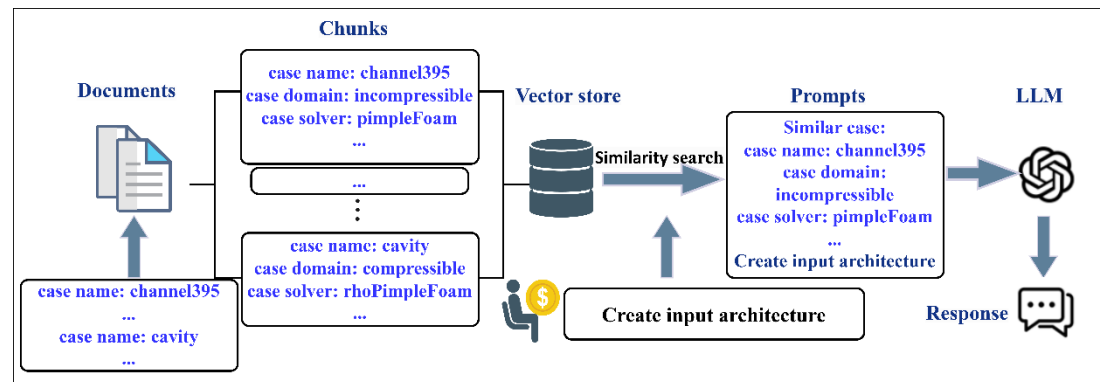 Documents
case name: channel395
...
case name: cavity
...
Chunks
case name: channel395
case domain: incompressible
case solver: pimpleFoam
...
...
case name: cavity
case domain: compressible
case solver: rhoPimpleFoam
...
Vector store
Similarity search
$
Create input architecture
Prompts
Similar case:
case name: channel395
case domain:
incompressible
case solver: pimpleFoam
...
Create input architecture
LLM
Response